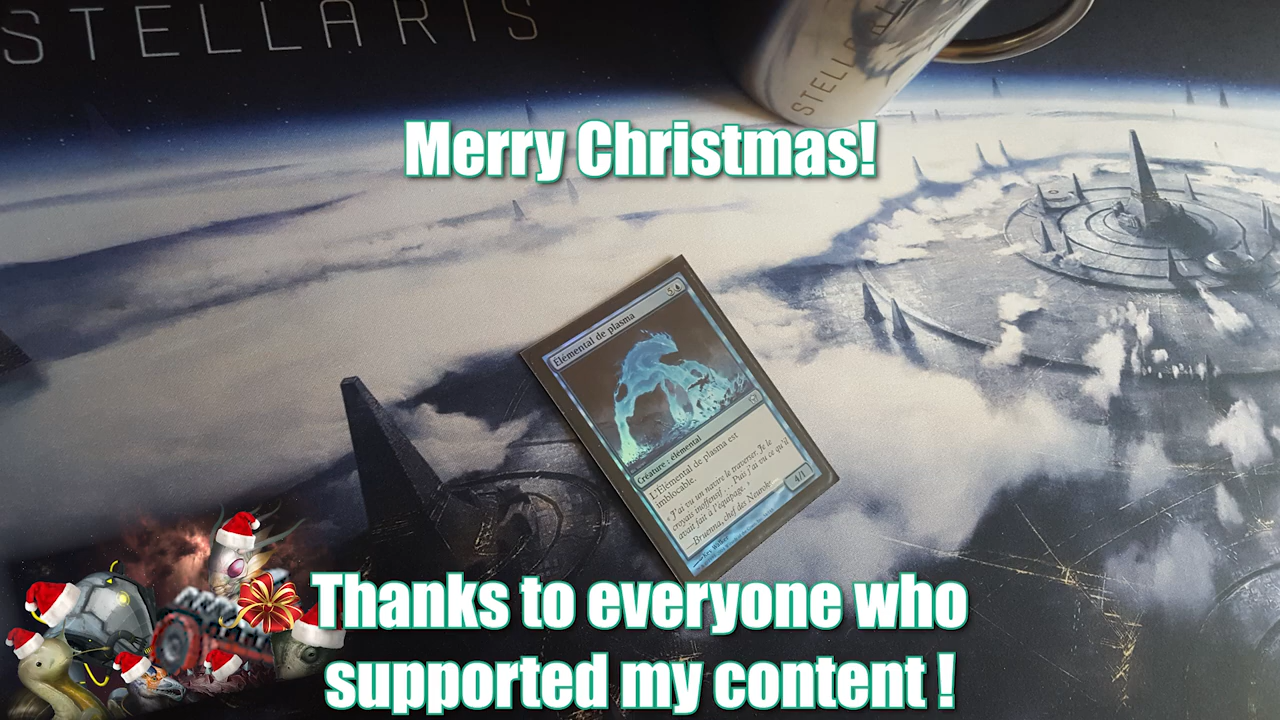 STELLARIS
STELLARIS
Merry Christmas!
Élémental de plasma
5
Créature : élémental
L'Élémental de plasma est
imblocable.
« J'ai vu un navire le traverser. Je le
croyais inoffensif . . . Puis j'ai vu ce qu'il
avait fait à l'équipage. »
—Bruenna, chef des Neurok
4/1
Thanks to everyone who
supported my content !